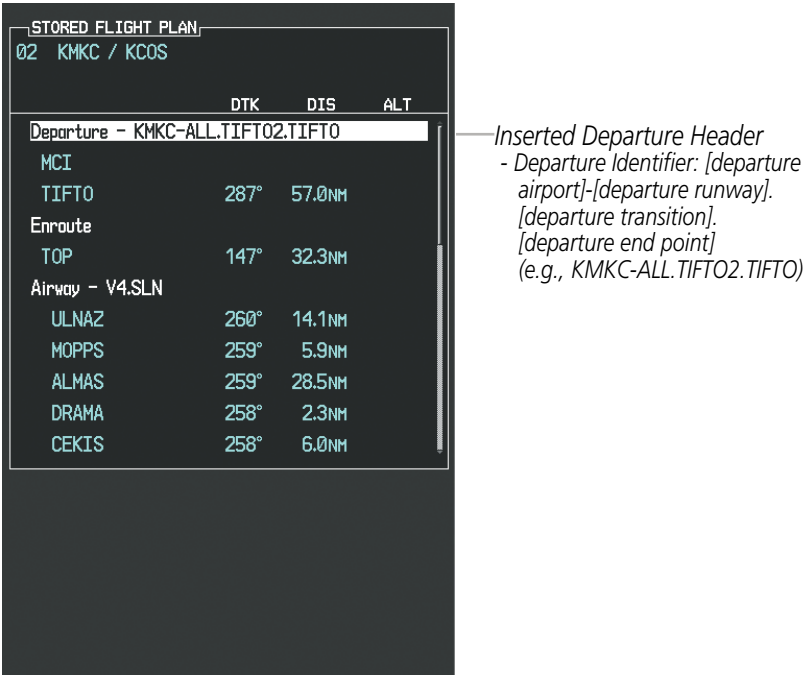 STORED FLIGHT PLAN
02 KMKC / KCOS
DTK DIS ALT
Departure - KMKC-ALL.TIFTO2.TIFTO
MCI
TIFTO 287° 57.0NM
Enroute
TOP 147° 32.3NM
Airway - V4.SLN
ULNAZ 260° 14.1NM
MOPPS 259° 5.9NM
ALMAS 259° 28.5NM
DRAMA 258° 2.3NM
CEKIS 258° 6.0NM
Inserted Departure Header
- Departure Identifier: [departure
airport]-[departure runway].
[departure transition].
[departure end point]
(e.g., KMKC-ALL.TIFTO2.TIFTO)